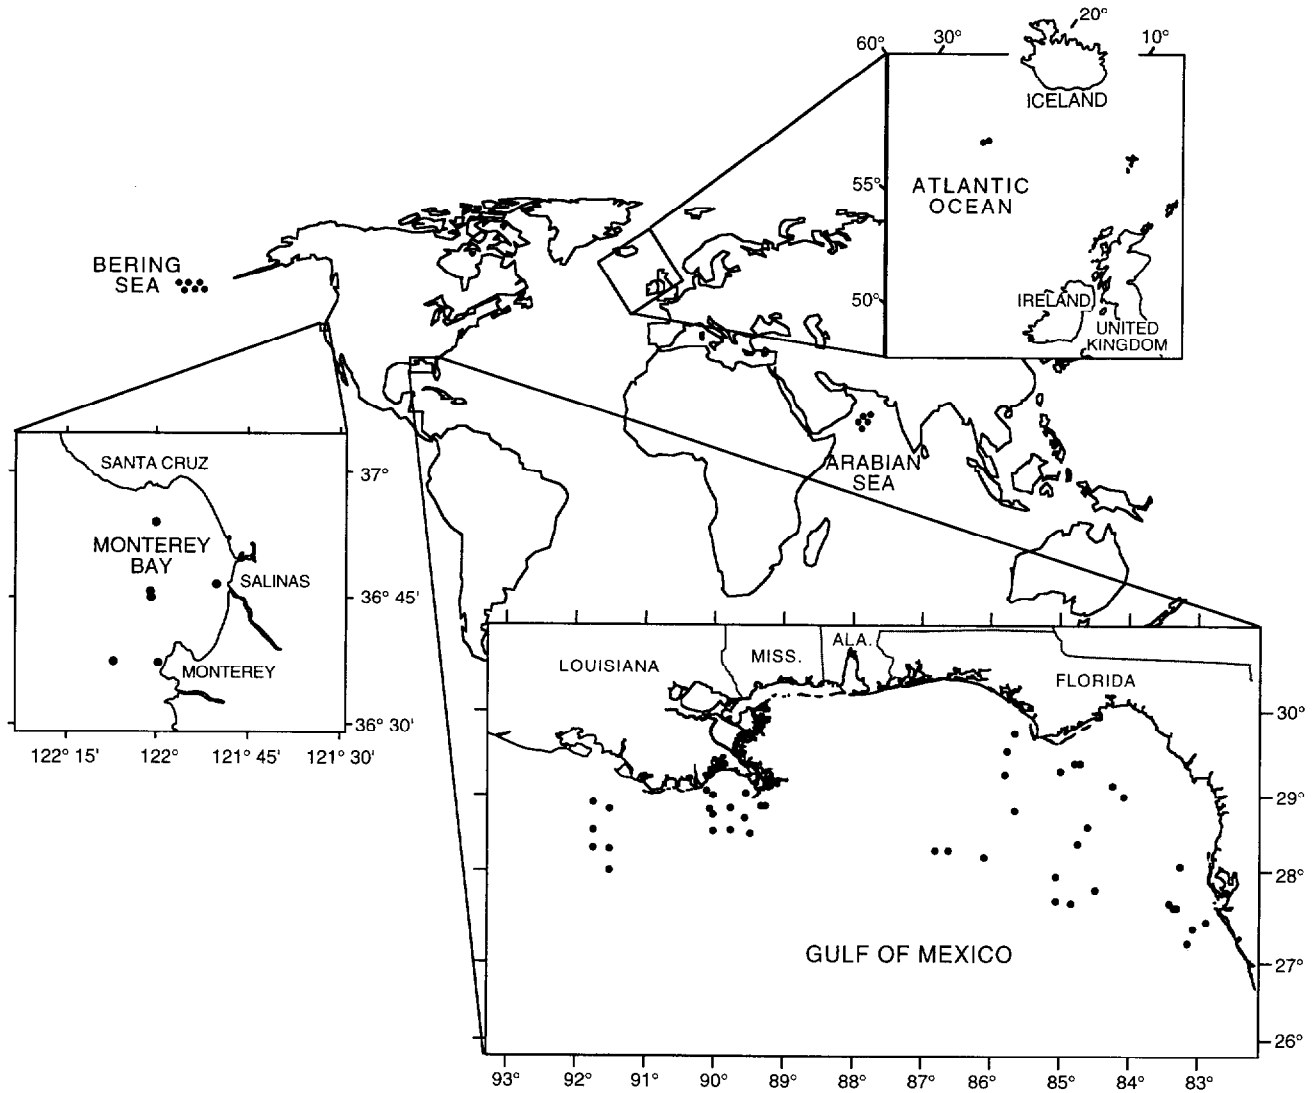 60°
30°
20°
10°
ICELAND
55°
ATLANTIC
OCEAN
50°
IRELAND
UNITED
KINGDOM
BERING
SEA
ARABIAN
SEA
SANTA CRUZ
37°
MONTEREY
BAY
SALINAS
36° 45'
MONTEREY
36° 30'
122° 15'
122°
121° 45'
121° 30'
LOUISIANA
MISS.
ALA.
FLORIDA
30°
29°
28°
GULF OF MEXICO
27°
26°
93°
92°
91°
90°
89°
88°
87°
86°
85°
84°
83°